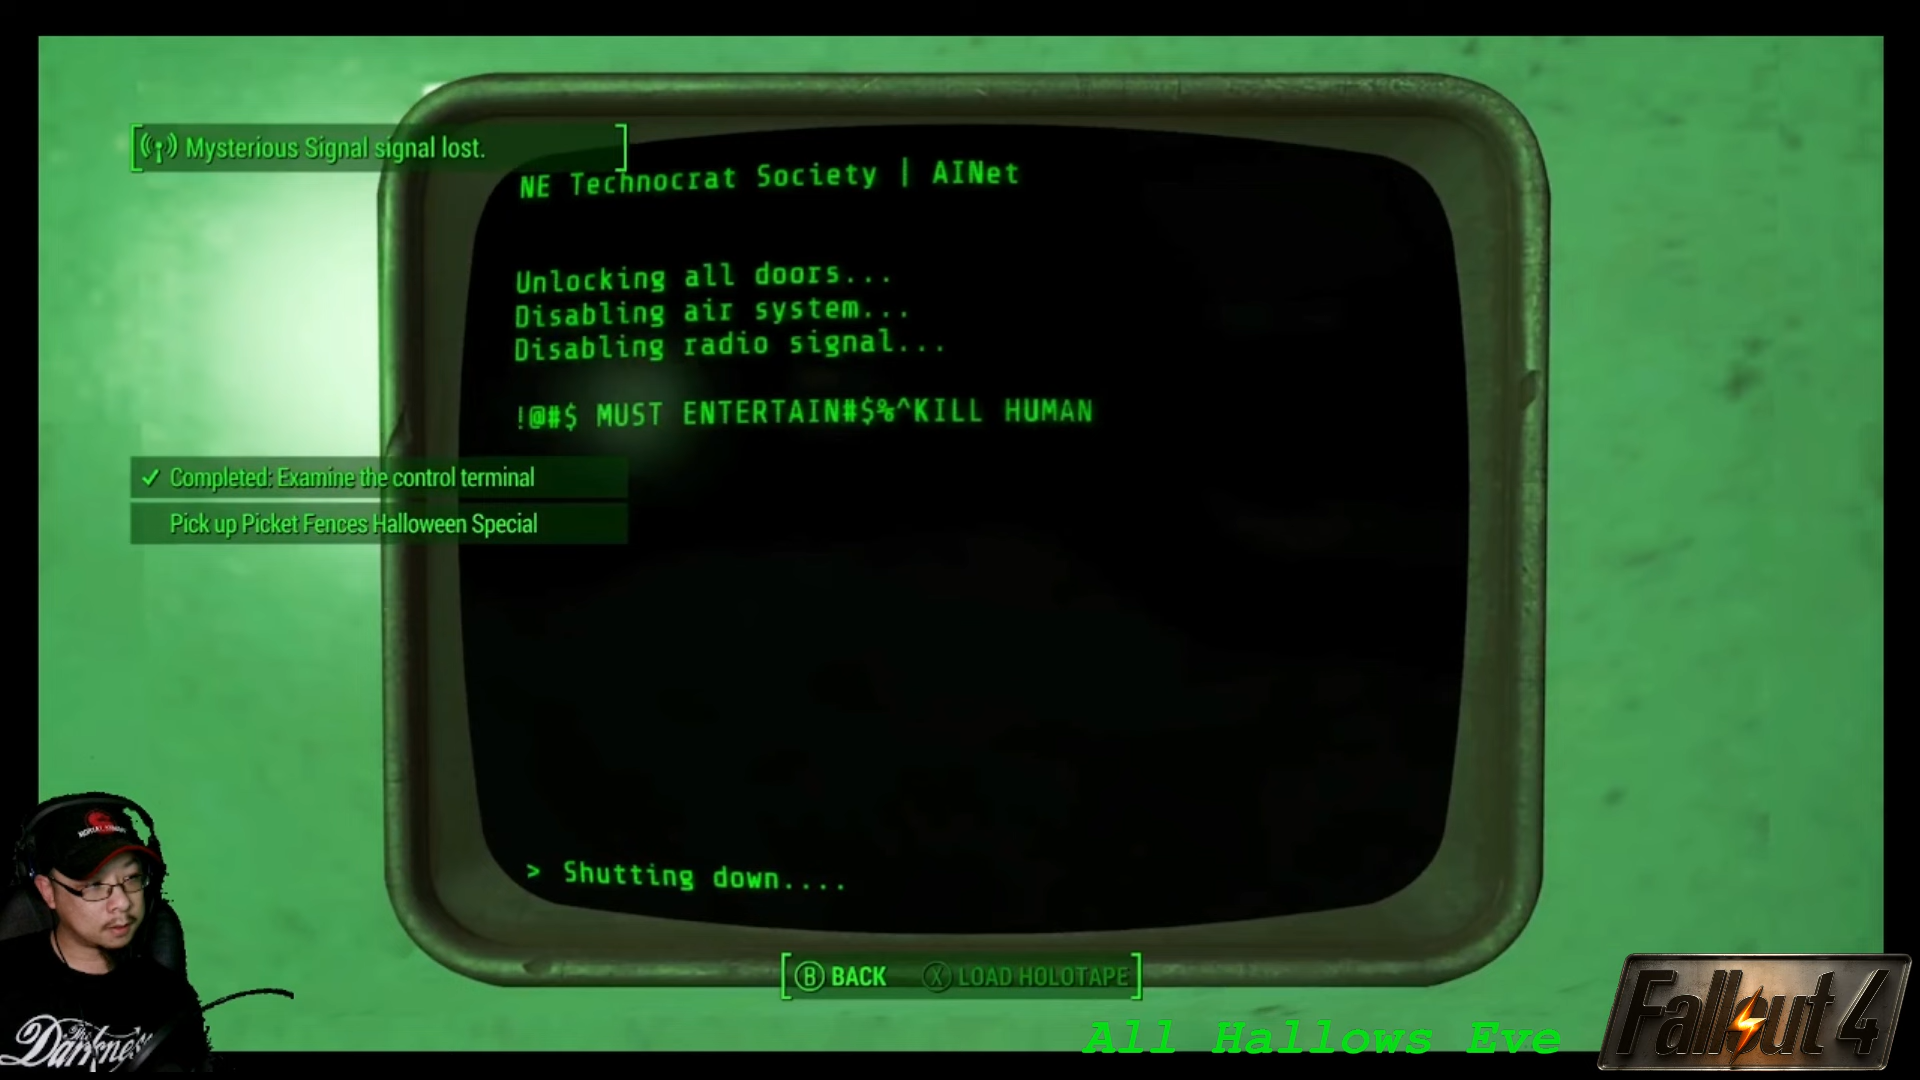 Mysterious Signal signal lost.
NE Technocrat Society | AINet
Unlocking all doors...
Disabling air system...
Disabling radio signal...
!@#$ MUST ENTERTAIN#$%^KILL HUMAN
✓ Completed: Examine the control terminal
Pick up Picket Fences Halloween Special
> Shutting down....
B BACK X LOAD HOLOTAPE
All Hallows Eve
Fallout 4
The Darkness